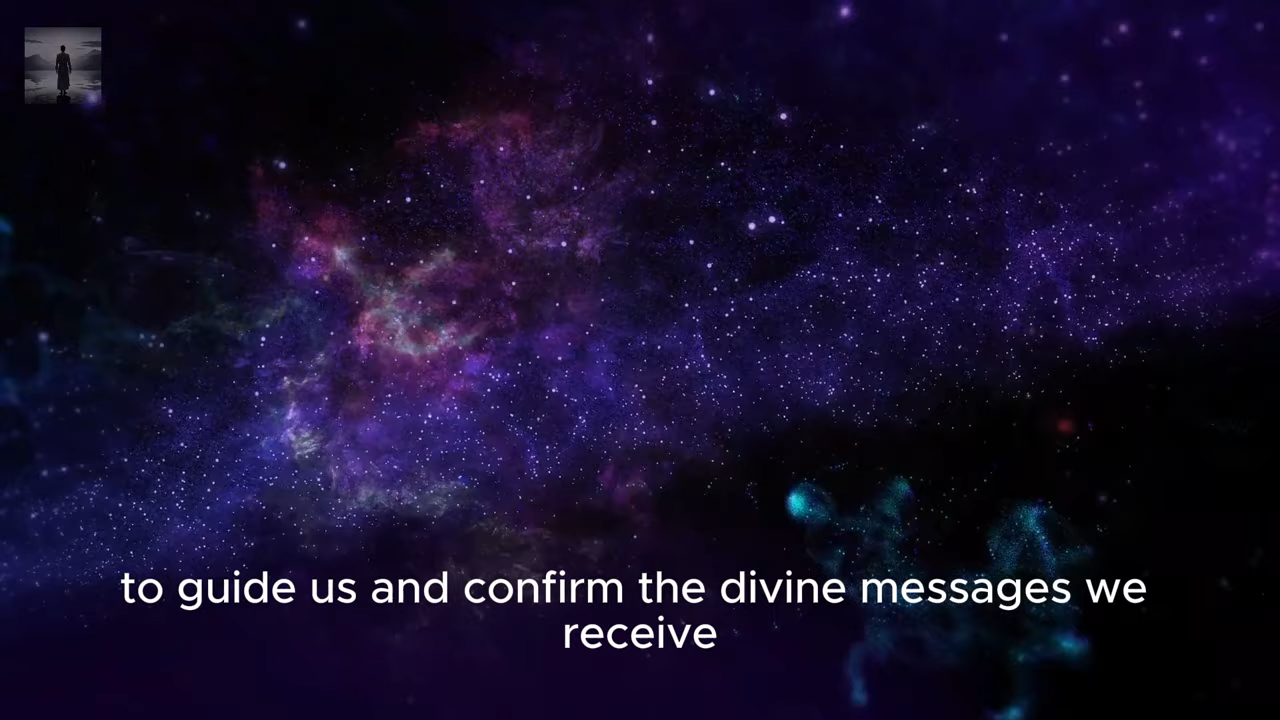 to guide us and confirm the divine messages we
receive